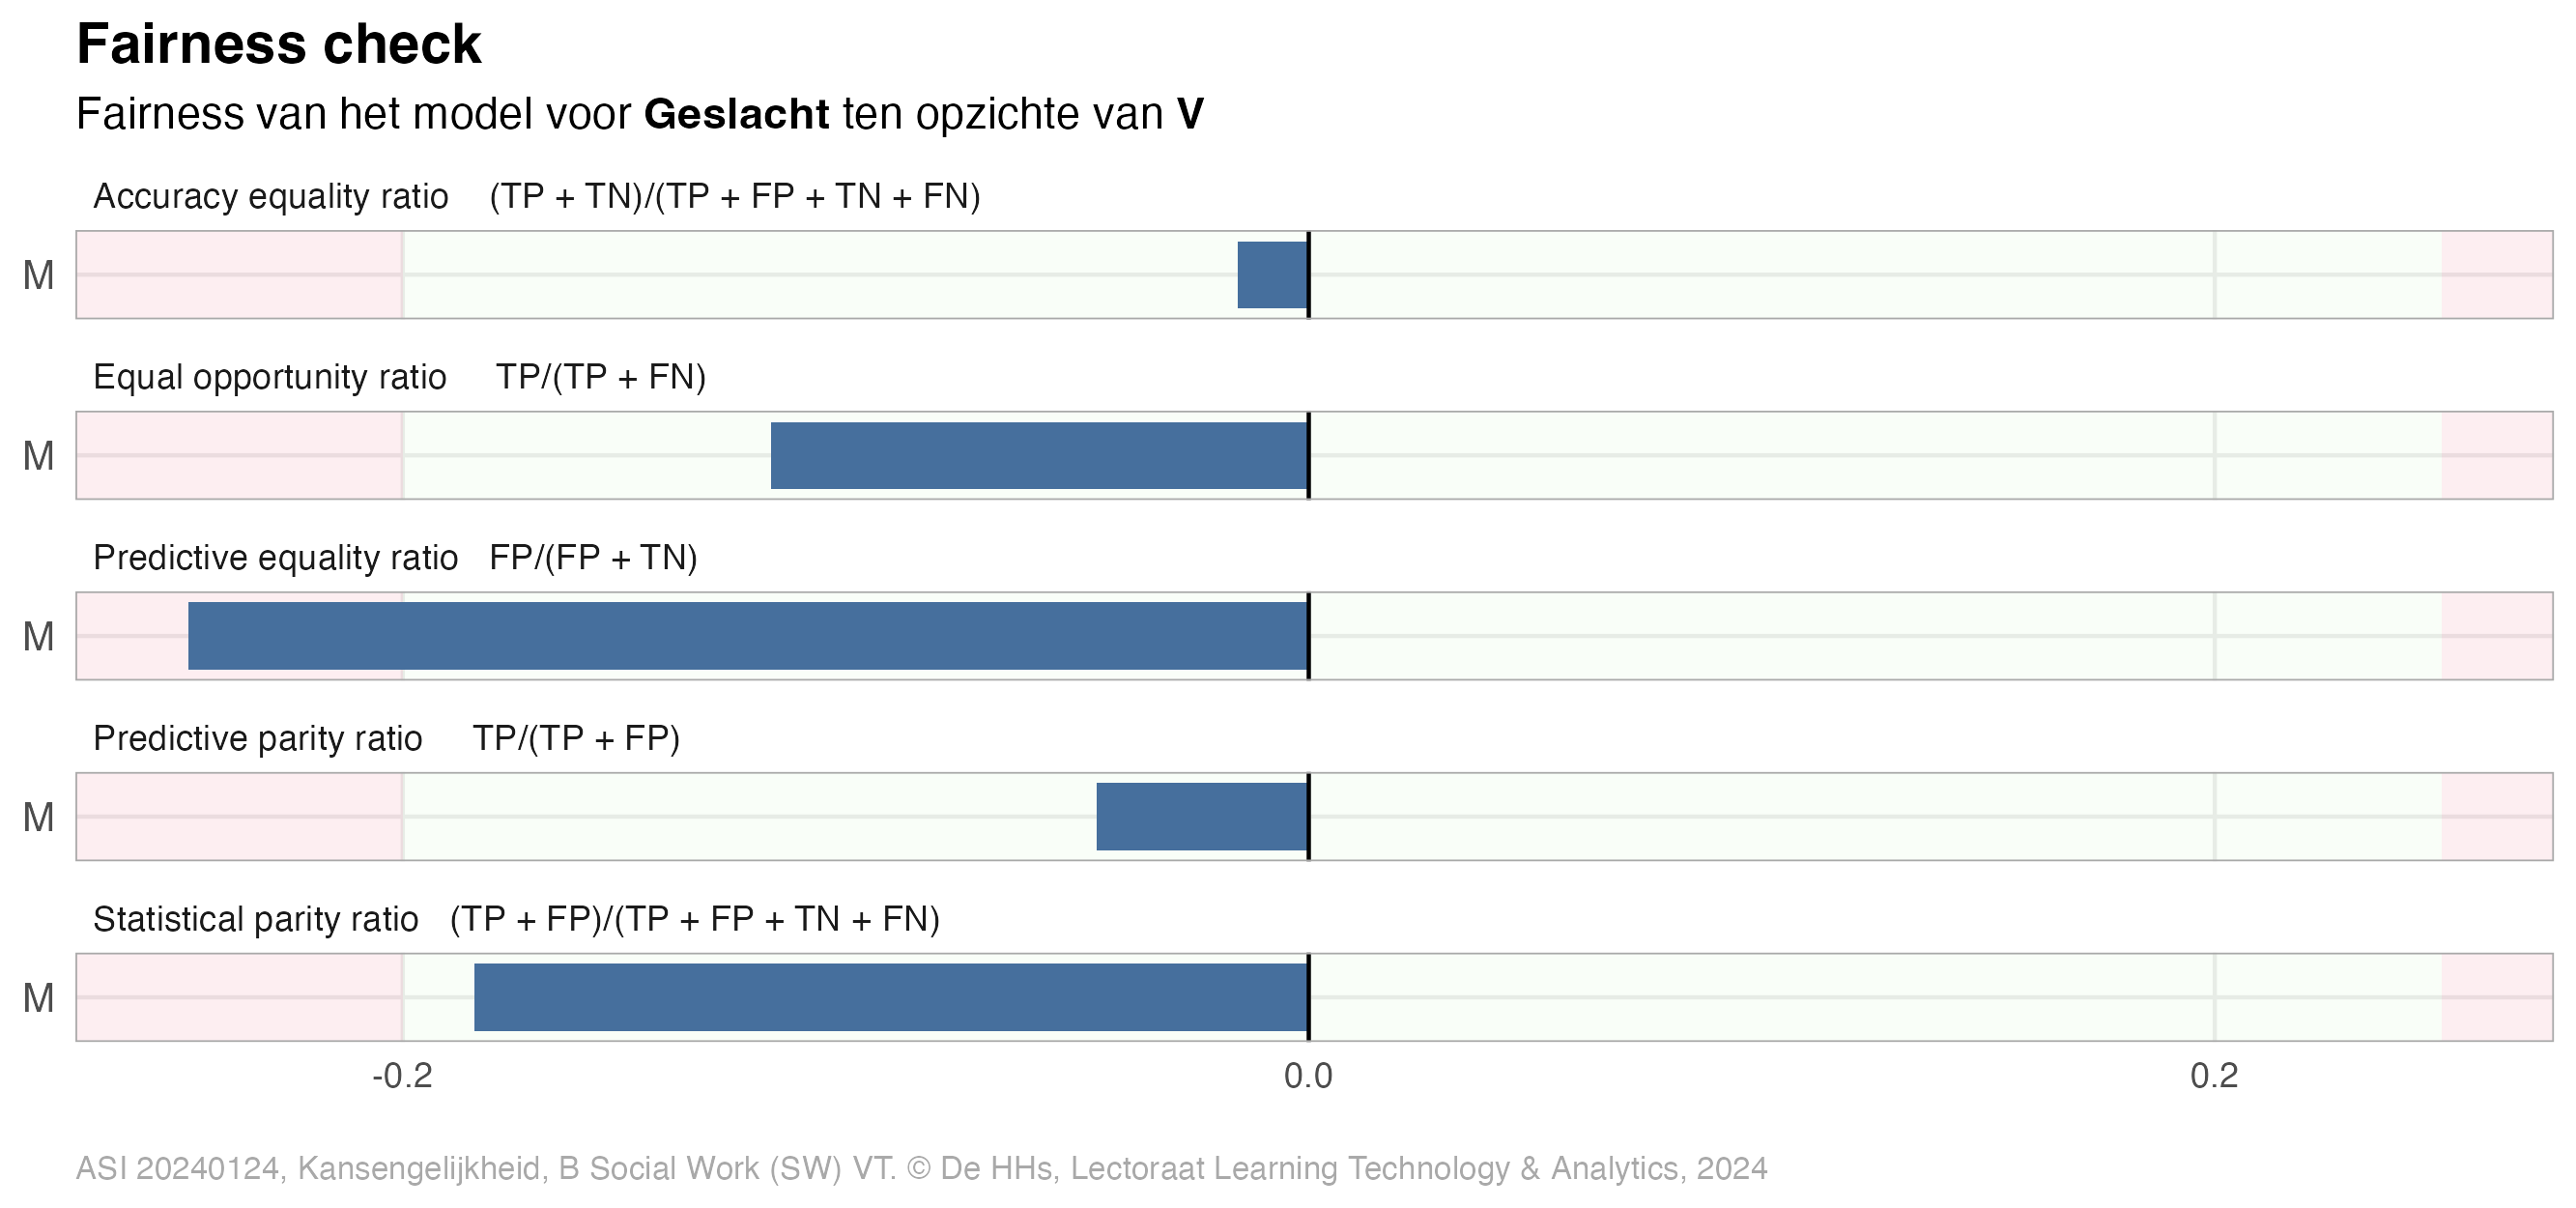 Fairness check
Fairness van het model voor Geslacht ten opzichte van V
Accuracy equality ratio (TP + TN)/(TP + FP + TN + FN)
M
Equal opportunity ratio TP/(TP + FN)
M
Predictive equality ratio FP/(FP + TN)
M
Predictive parity ratio TP/(TP + FP)
M
Statistical parity ratio (TP + FP)/(TP + FP + TN + FN)
M
-0.2 0.0 0.2
ASI 20240124, Kansengelijkheid, B Social Work (SW) VT. © De HHs, Lectoraat Learning Technology & Analytics, 2024